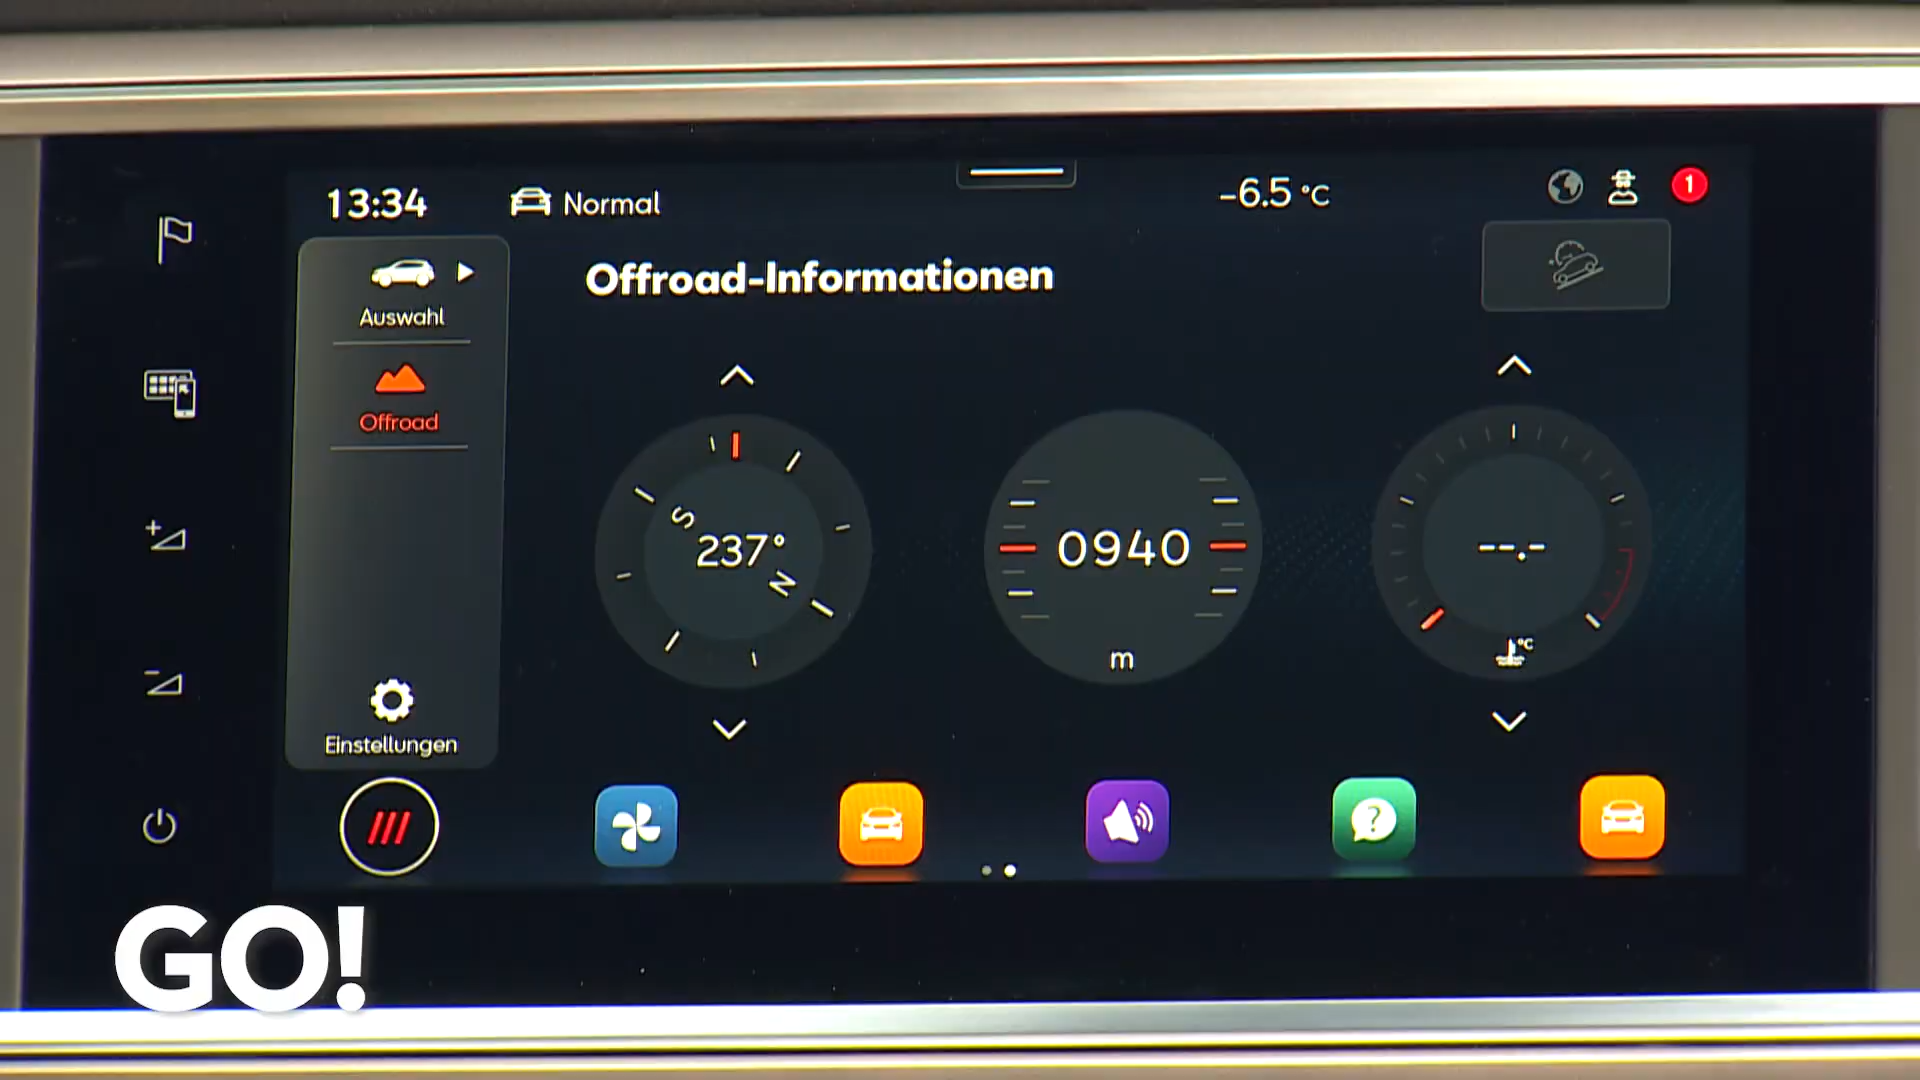 13:34
Normal
-6.5 °C
1
Auswahl
Offroad-Informationen
Offroad
S
237°
N
0940
m
--.-
°C
Einstellungen
?
GO!